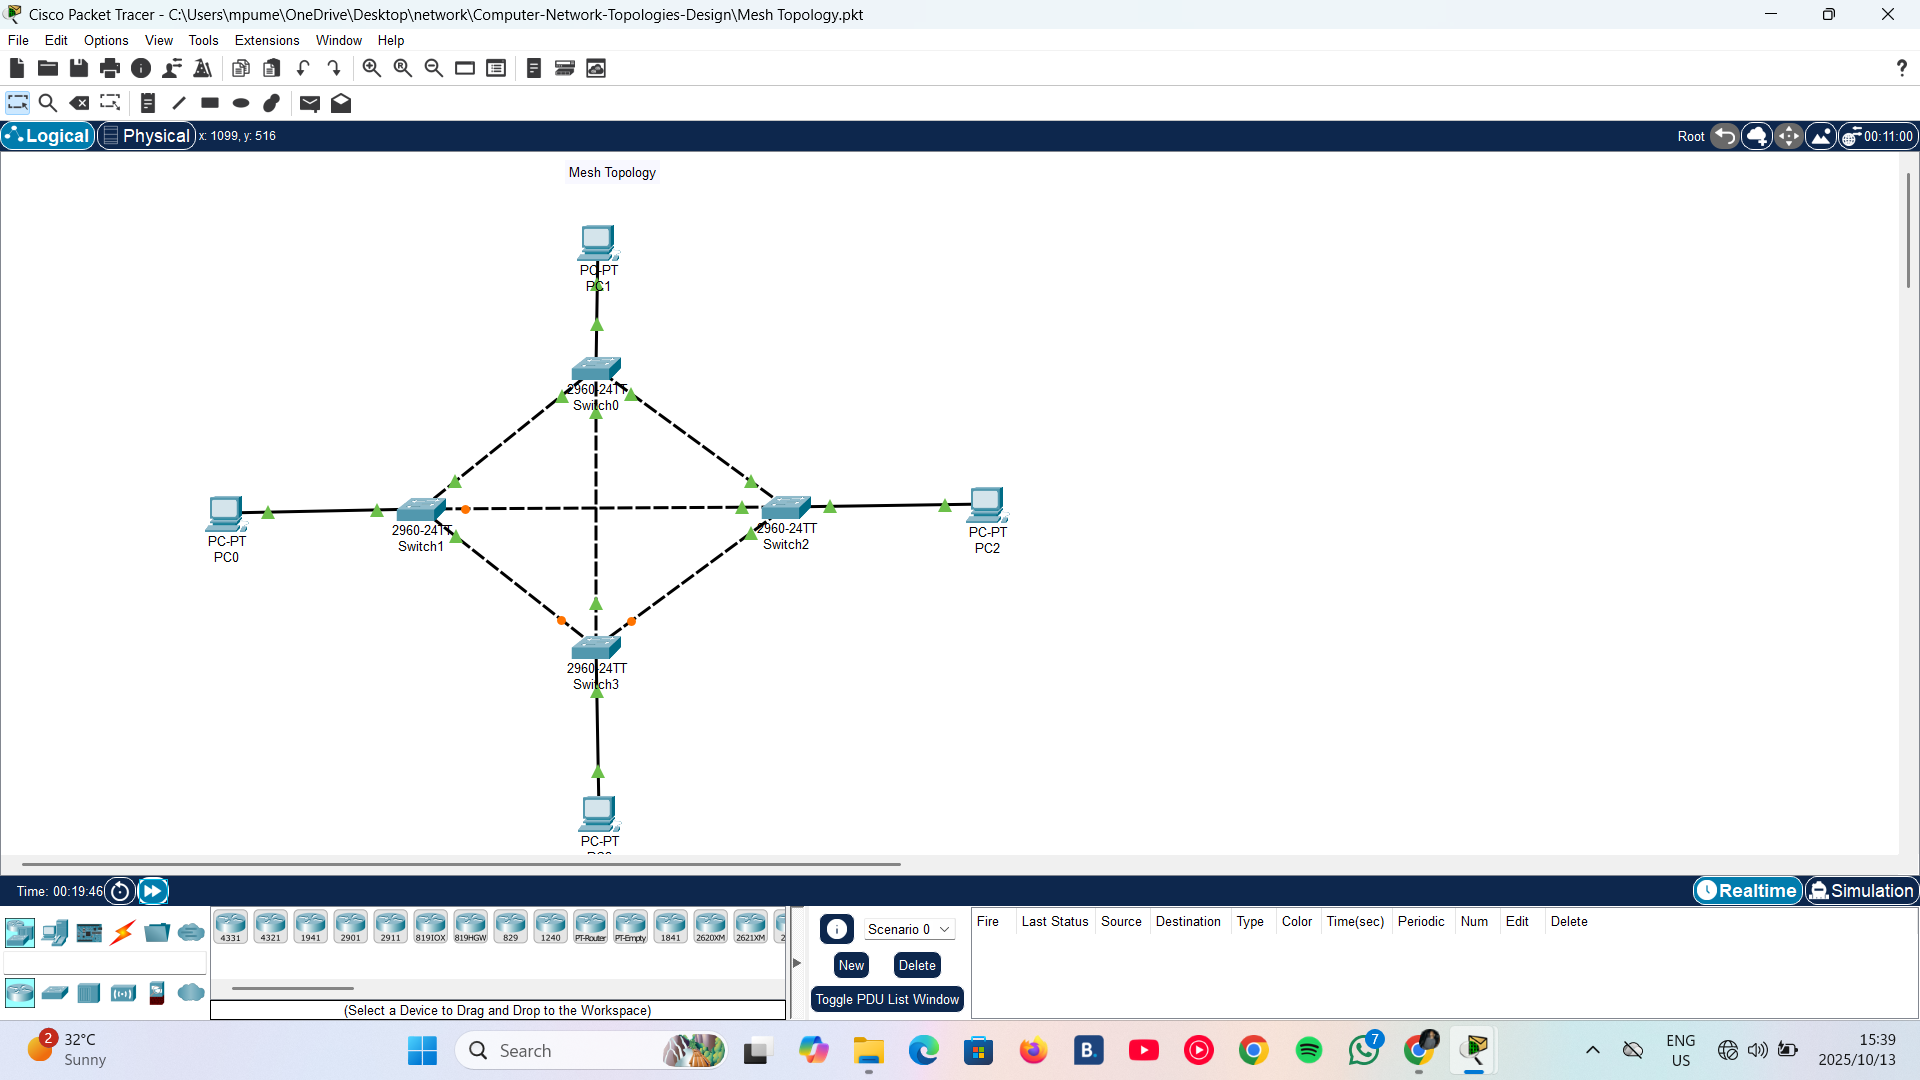 Cisco Packet Tracer - C:\Users\mpume\OneDrive\Desktop\network\Computer-Network-Topologies-Design\Mesh Topology.pkt
File Edit Options View Tools Extensions Window Help
?
Logical Physical x: 1099, y: 516 Root 00:11:00
Mesh Topology
PC-PT
PC1
2960-24TT
Switch0
PC-PT
PC0
2960-24TT
Switch1
2960-24TT
Switch2
PC-PT
PC2
2960-24TT
Switch3
PC-PT
Time: 00:19:46 Realtime Simulation
4331 4321 1941 2901 2911 819IOX 819HGW 829 1240 PT-Router PT-Empty 1841 2620XM 2621XM 2
(Select a Device to Drag and Drop to the Workspace)
Scenario 0
New Delete
Toggle PDU List Window
Fire Last Status Source Destination Type Color Time(sec) Periodic Num Edit Delete
2
32°C
Sunny
Search
B.
7
ENG
US
15:39
2025/10/13